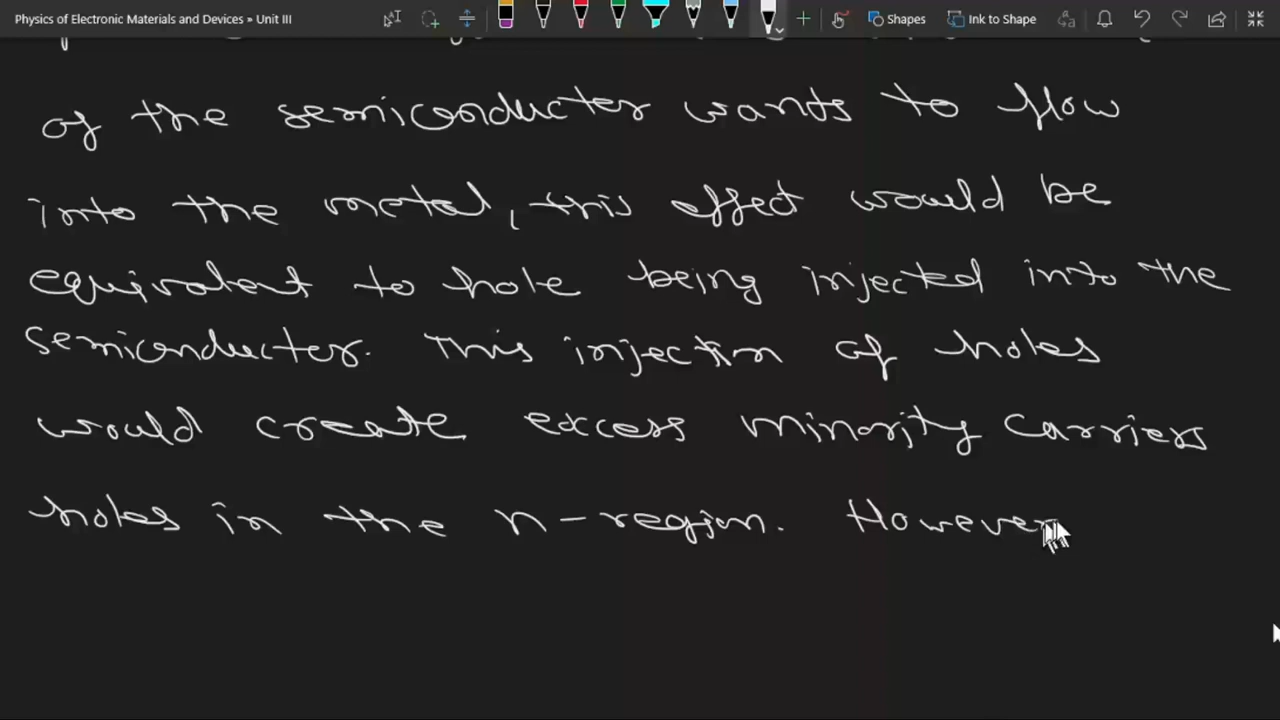 Physics of Electronic Materials and Devices » Unit III
Shapes
Ink to Shape
of the semiconductor wants to flow
into the metal, this effect would be
equivalent to hole being injected into the
semiconductor. This injection of holes
would create excess minority carriers
holes in the n-region. However